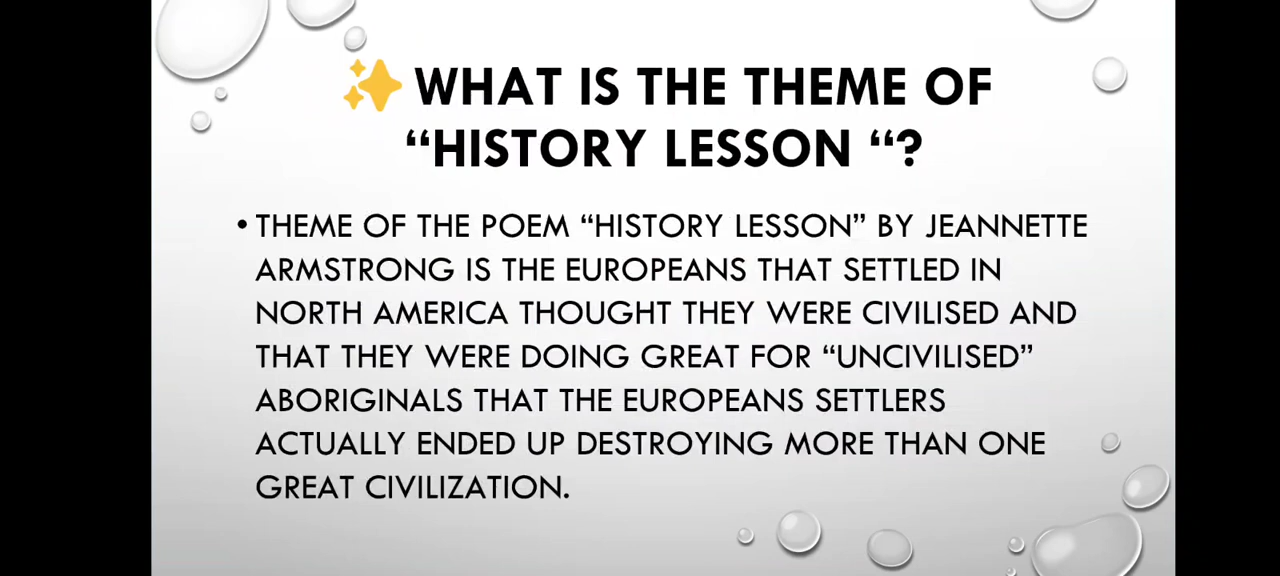 ✨ WHAT IS THE THEME OF
“HISTORY LESSON “?
• THEME OF THE POEM “HISTORY LESSON” BY JEANNETTE
ARMSTRONG IS THE EUROPEANS THAT SETTLED IN
NORTH AMERICA THOUGHT THEY WERE CIVILISED AND
THAT THEY WERE DOING GREAT FOR “UNCIVILISED”
ABORIGINALS THAT THE EUROPEANS SETTLERS
ACTUALLY ENDED UP DESTROYING MORE THAN ONE
GREAT CIVILIZATION.